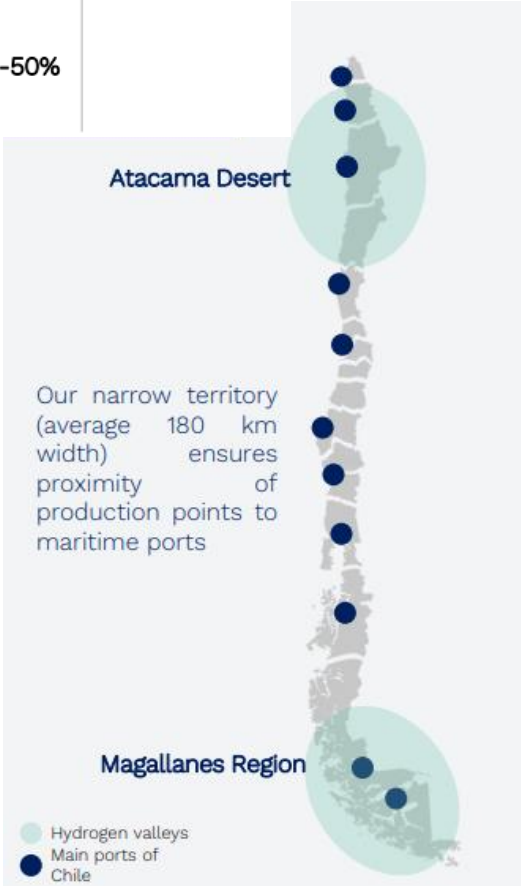 -50%
Atacama Desert
Our narrow territory
(average 180 km
width) ensures
proximity of
production points to
maritime ports
Magallanes Region
Hydrogen valleys
Main ports of
Chile